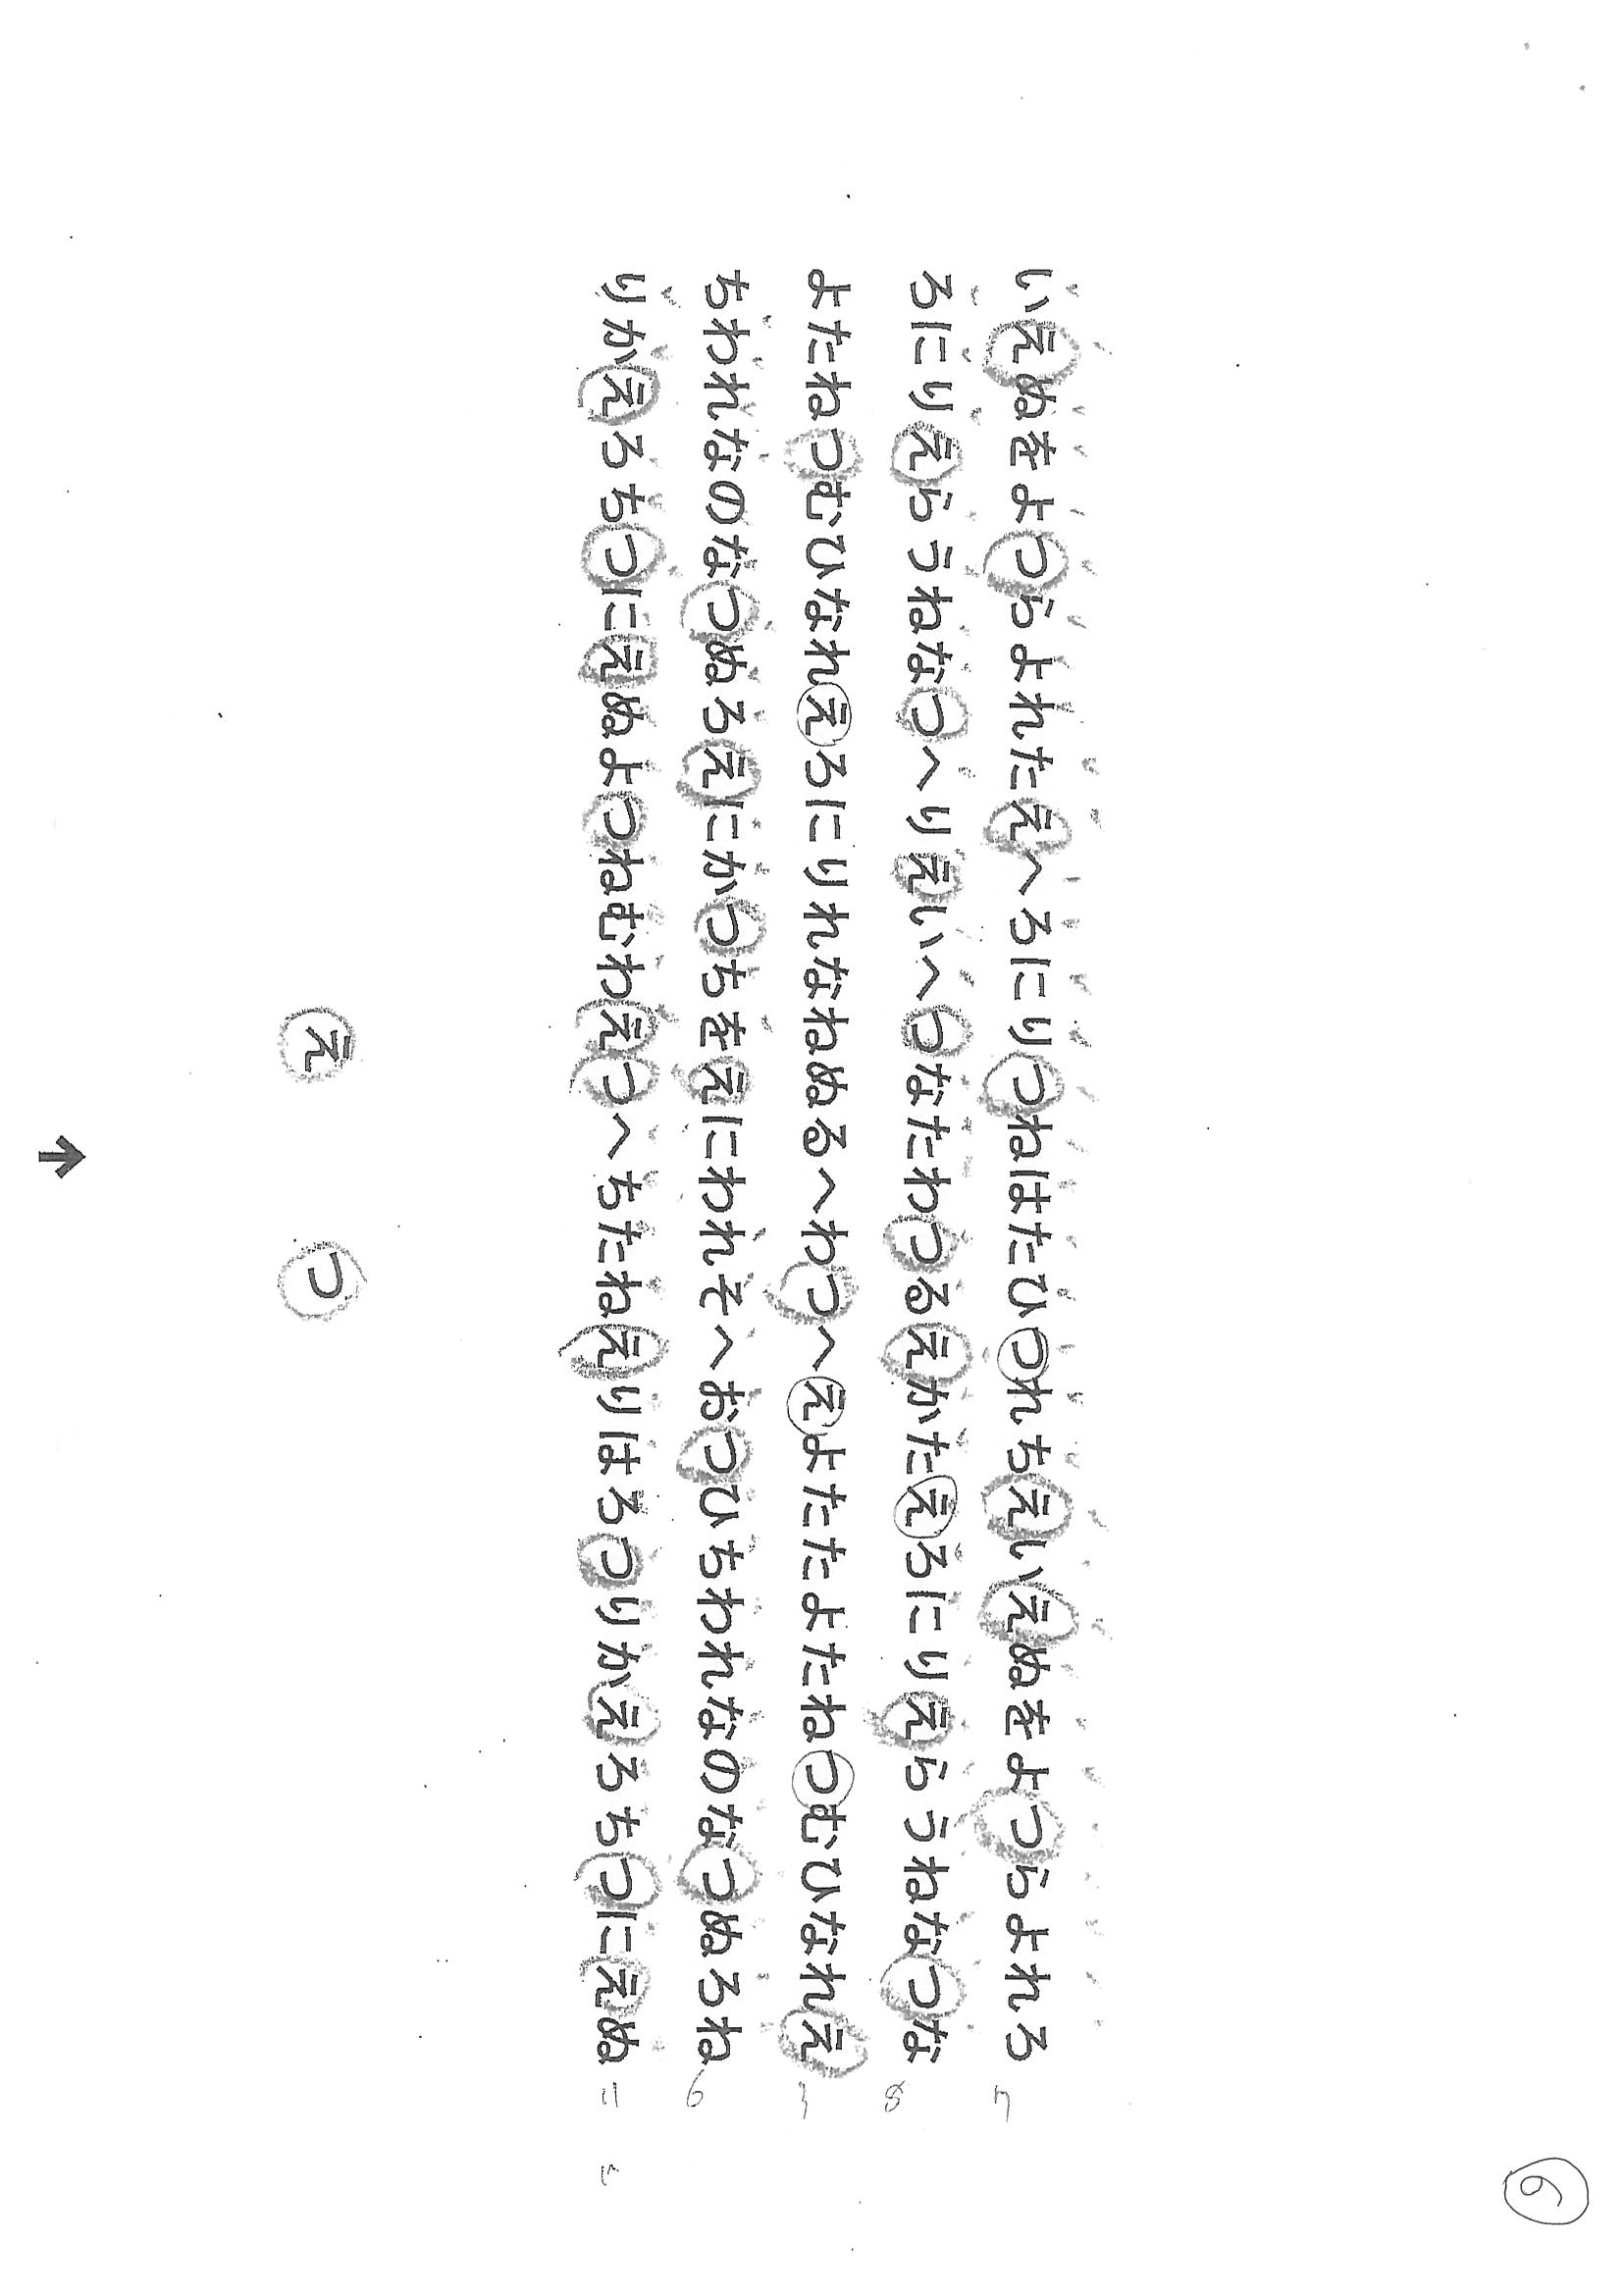 いえぬをよつらよれたえへろにりつねはたひつれちえいえぬをよつらよれろ 7
ろにりえらうねなつへりえいへつなたわつるえかたえろにりえらうねなつな 8
よたねつむひなれえろにりれなねぬるへわつへえよたたよたねつむひなれえ 3
ちわれなのなつぬろえにかつちをえにわれそへおつひちわれなのなつぬろね 6
りかえろちつにえぬよつねむわえつへちたねえりはろつりかえろちつにえぬ
え つ